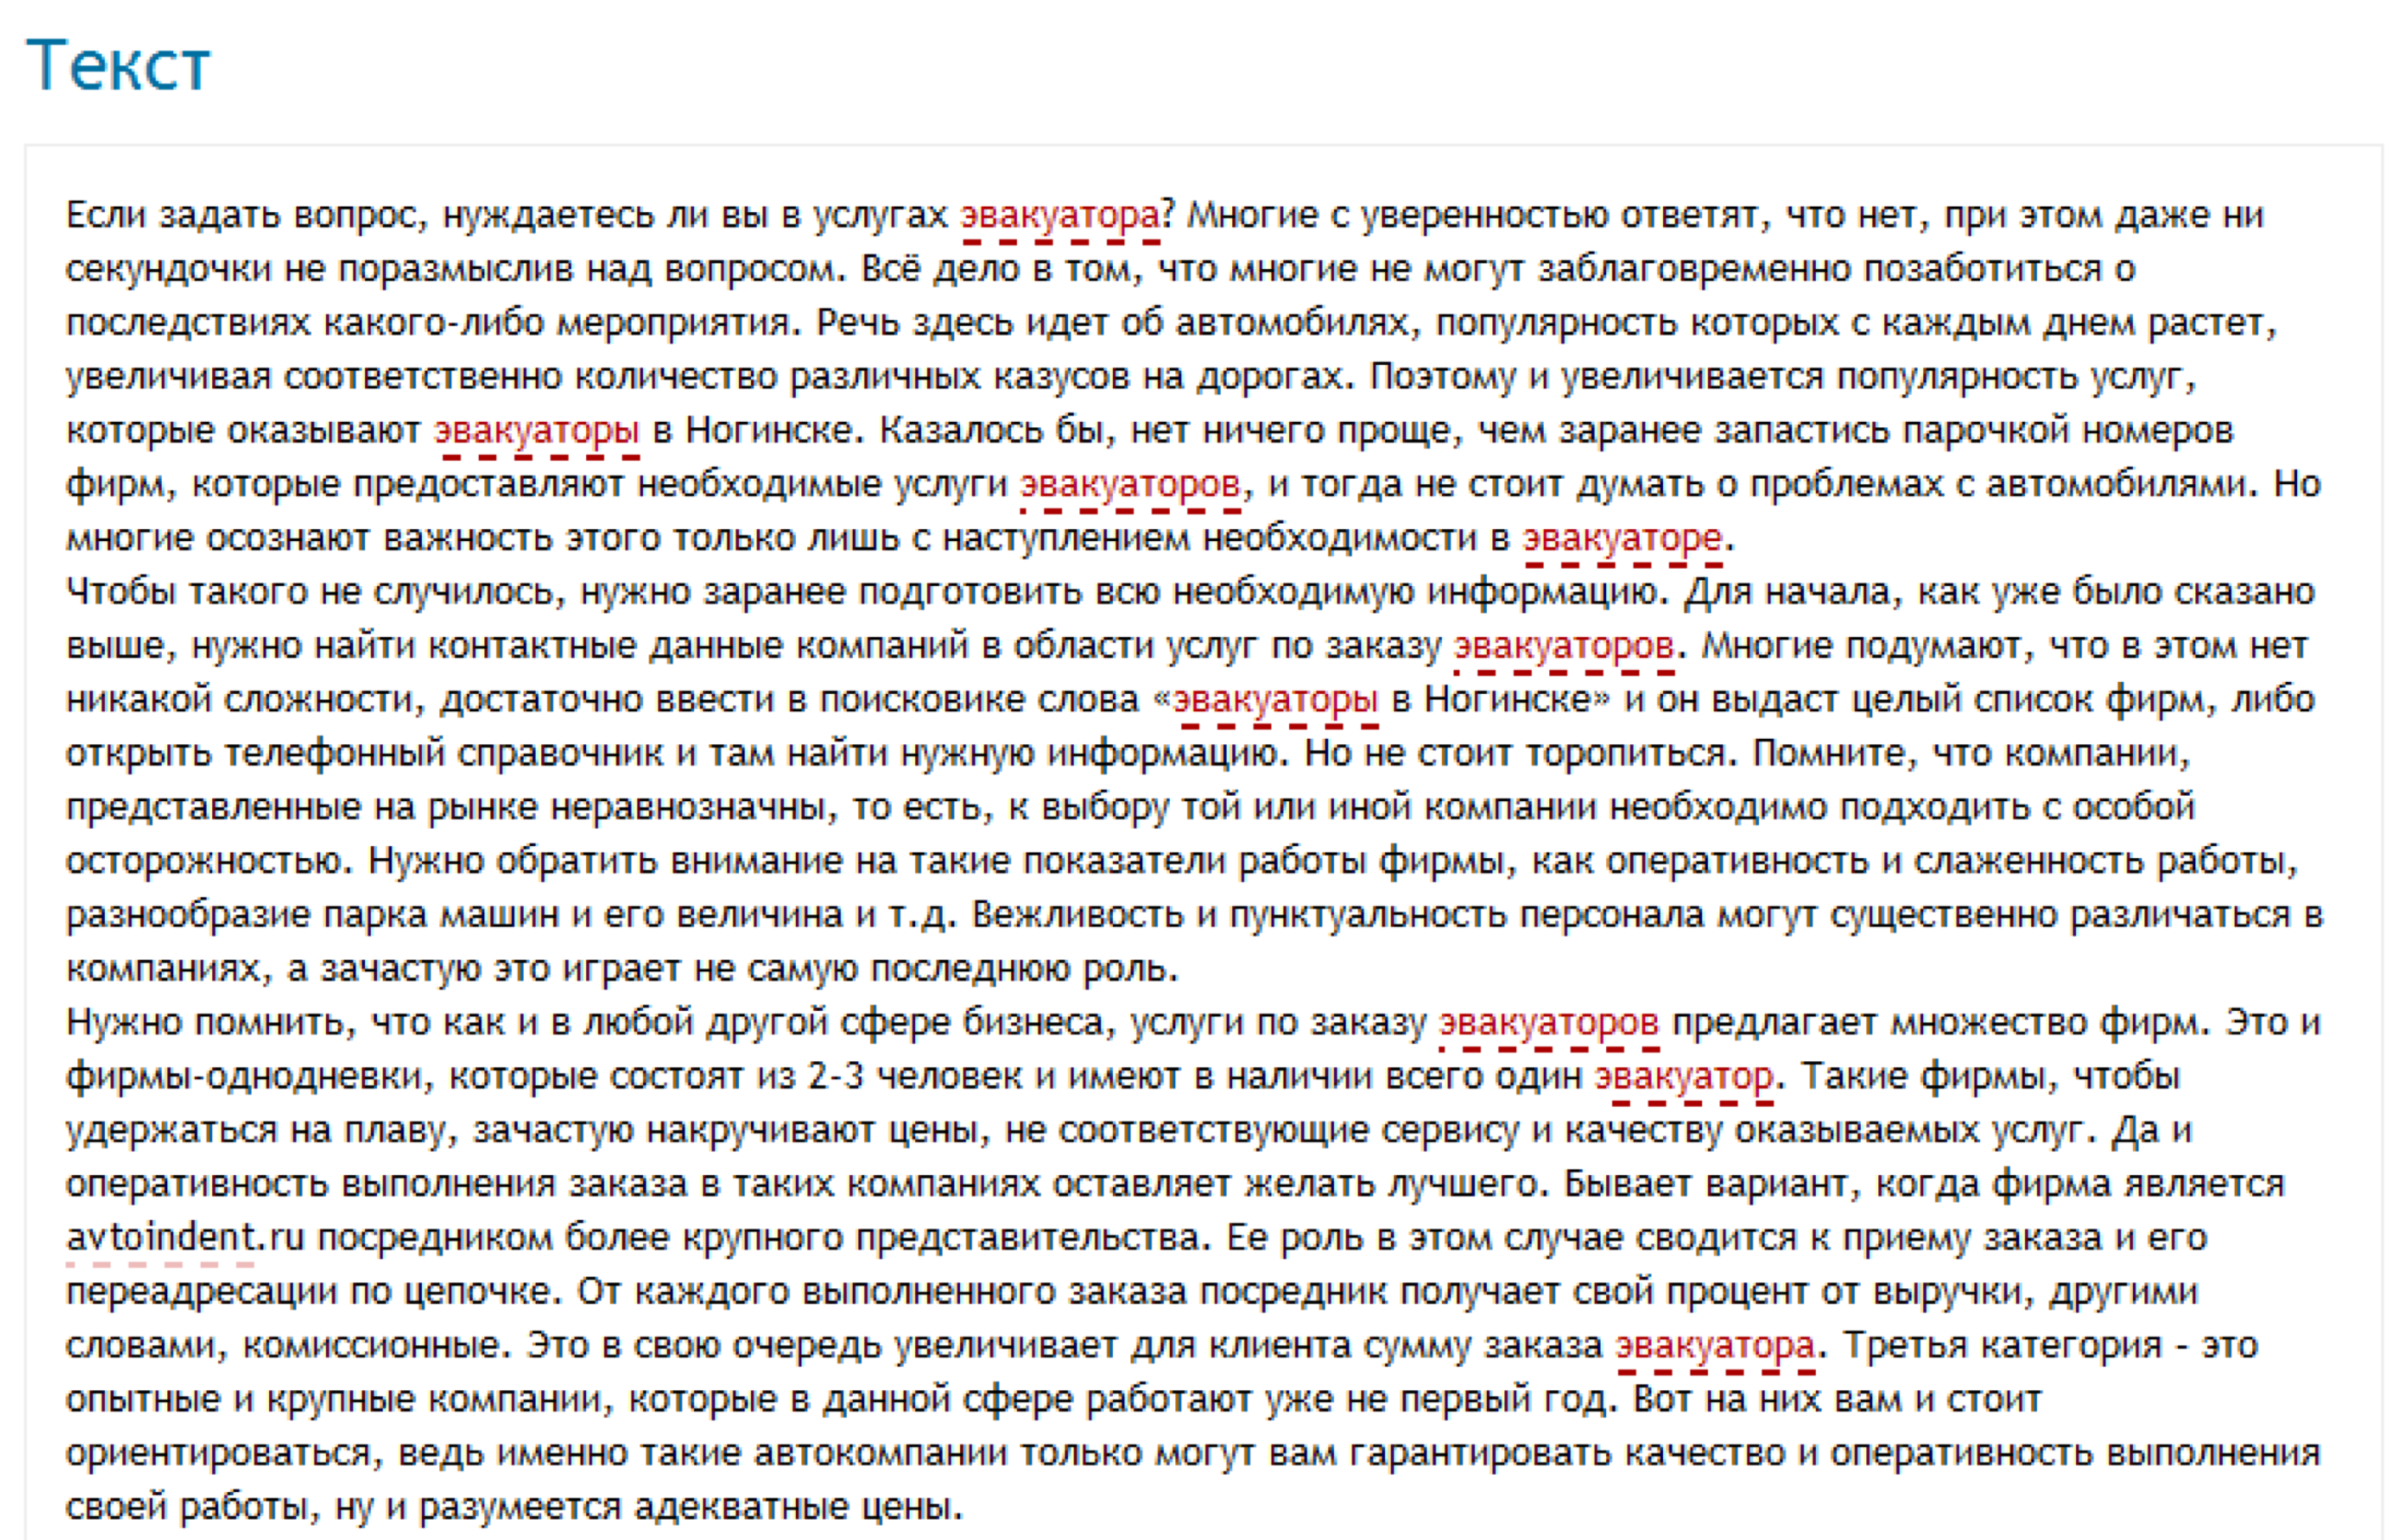 Текст
Если задать вопрос, нуждаетесь ли вы в услугах эвакуатора? Многие с уверенностью ответят, что нет, при этом даже ни
секундочки не поразмыслив над вопросом. Всё дело в том, что многие не могут заблаговременно позаботиться о
последствиях какого-либо мероприятия. Речь здесь идет об автомобилях, популярность которых с каждым днем растет,
увеличивая соответственно количество различных казусов на дорогах. Поэтому и увеличивается популярность услуг,
которые оказывают эвакуаторы в Ногинске. Казалось бы, нет ничего проще, чем заранее запастись парочкой номеров
фирм, которые предоставляют необходимые услуги эвакуаторов, и тогда не стоит думать о проблемах с автомобилями. Но
многие осознают важность этого только лишь с наступлением необходимости в эвакуаторе.
Чтобы такого не случилось, нужно заранее подготовить всю необходимую информацию. Для начала, как уже было сказано
выше, нужно найти контактные данные компаний в области услуг по заказу эвакуаторов. Многие подумают, что в этом нет
никакой сложности, достаточно ввести в поисковике слова «эвакуаторы в Ногинске» и он выдаст целый список фирм, либо
открыть телефонный справочник и там найти нужную информацию. Но не стоит торопиться. Помните, что компании,
представленные на рынке неравнозначны, то есть, к выбору той или иной компании необходимо подходить с особой
осторожностью. Нужно обратить внимание на такие показатели работы фирмы, как оперативность и слаженность работы,
разнообразие парка машин и его величина и т.д. Вежливость и пунктуальность персонала могут существенно различаться в
компаниях, а зачастую это играет не самую последнюю роль.
Нужно помнить, что как и в любой другой сфере бизнеса, услуги по заказу эвакуаторов предлагает множество фирм. Это и
фирмы-однодневки, которые состоят из 2-3 человек и имеют в наличии всего один эвакуатор. Такие фирмы, чтобы
удержаться на плаву, зачастую накручивают цены, не соответствующие сервису и качеству оказываемых услуг. Да и
оперативность выполнения заказа в таких компаниях оставляет желать лучшего. Бывает вариант, когда фирма является
avtoindent.ru посредником более крупного представительства. Ее роль в этом случае сводится к приему заказа и его
переадресации по цепочке. От каждого выполненного заказа посредник получает свой процент от выручки, другими
словами, комиссионные. Это в свою очередь увеличивает для клиента сумму заказа эвакуатора. Третья категория - это
опытные и крупные компании, которые в данной сфере работают уже не первый год. Вот на них вам и стоит
ориентироваться, ведь именно такие автокомпании только могут вам гарантировать качество и оперативность выполнения
своей работы, ну и разумеется адекватные цены.